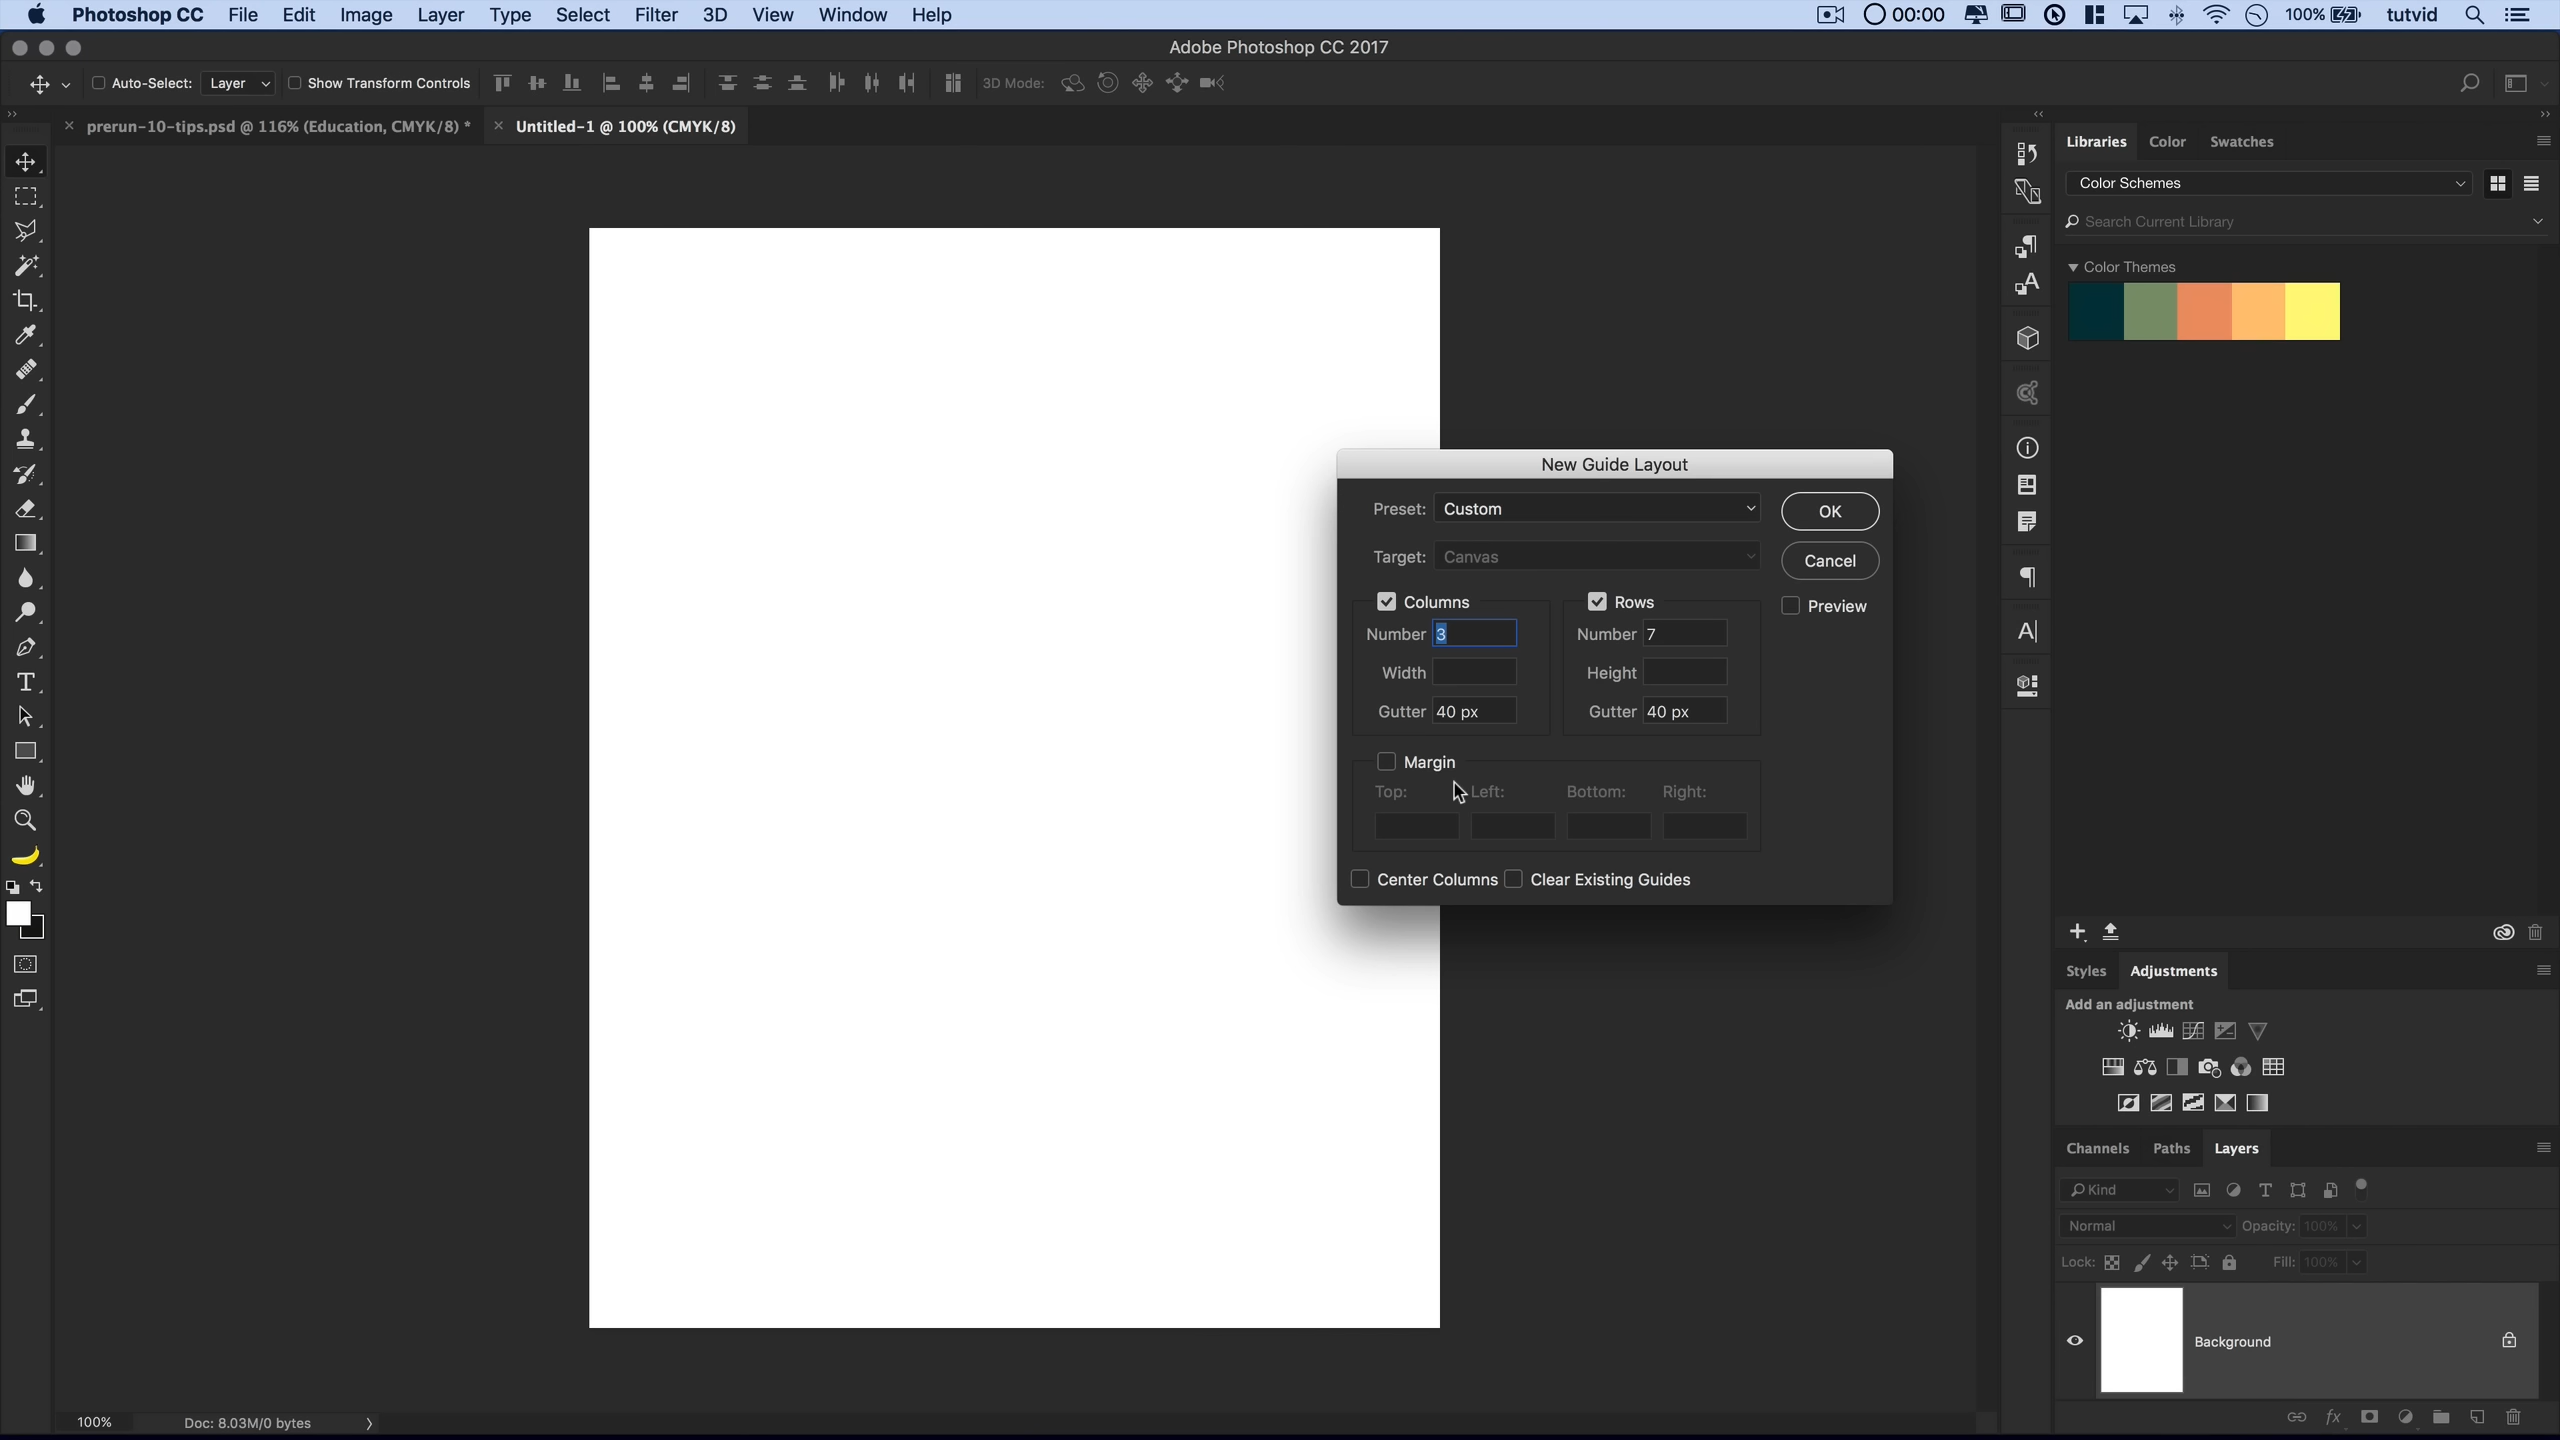 Photoshop CC File Edit Image Layer Type Select Filter 3D View Window Help 00:00 100% tutvid
Adobe Photoshop CC 2017
Auto-Select: Layer Show Transform Controls 3D Mode:
prerun-10-tips.psd @ 116% (Education, CMYK/8) * Untitled-1 @ 100% (CMYK/8)
Libraries Color Swatches
Color Schemes
Search Current Library
Color Themes
New Guide Layout
Preset: Custom OK
Target: Canvas Cancel
Columns Rows Preview
Number 3 Number 7
Width Height
Gutter 40 px Gutter 40 px
Margin
Top: Left: Bottom: Right:
Center Columns Clear Existing Guides
Styles Adjustments
Add an adjustment
Channels Paths Layers
Kind
Normal Opacity: 100%
Lock: Fill: 100%
Background
100% Doc: 8.03M/0 bytes